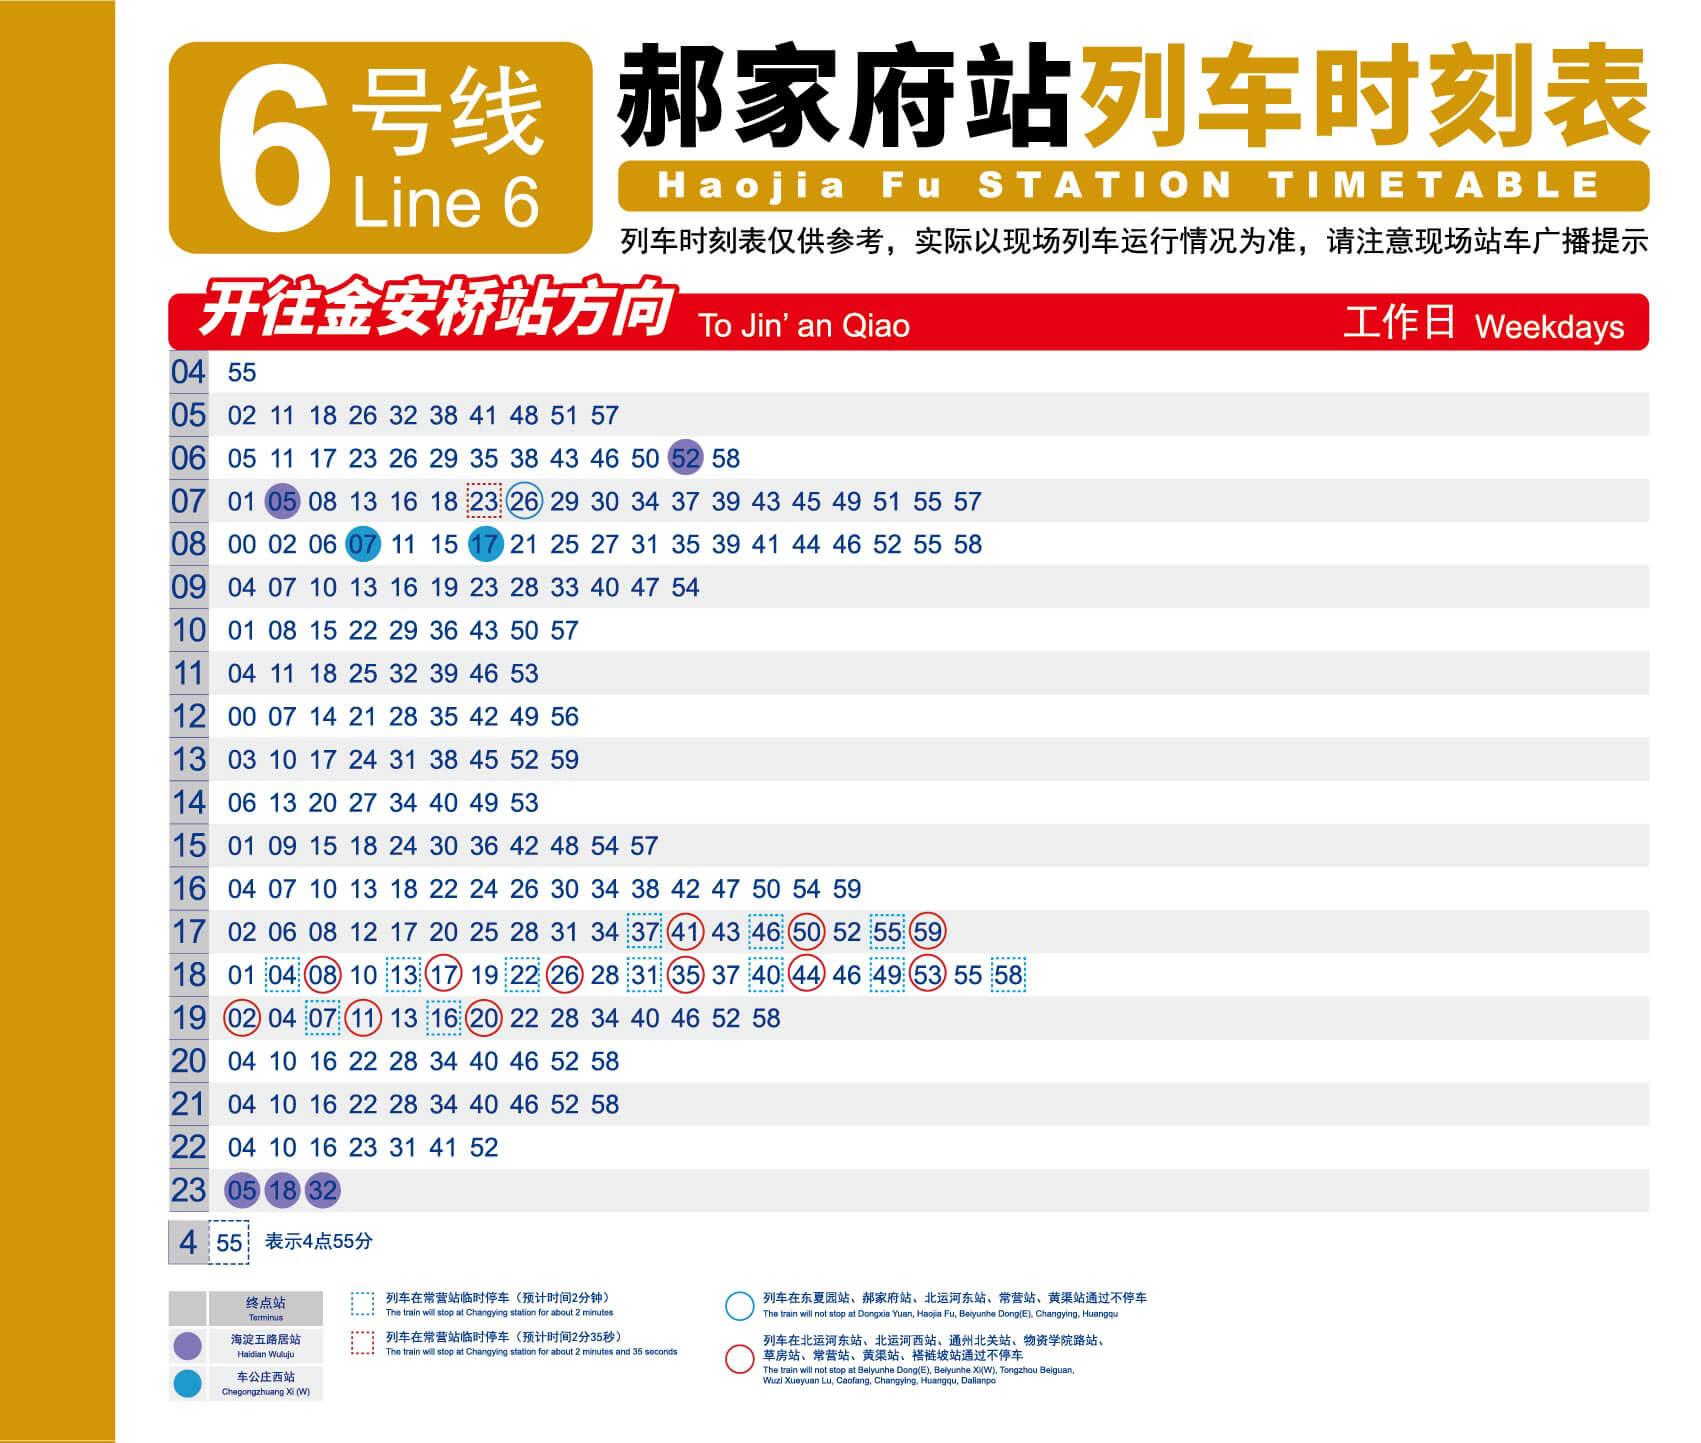 6 号线
Line 6
郝家府站列车时刻表
Haojia Fu STATION TIMETABLE
列车时刻表仅供参考，实际以现场列车运行情况为准，请注意现场站车广播提示
开往金安桥站方向 To Jin’ an Qiao 工作日 Weekdays
04 55
05 02 11 18 26 32 38 41 48 51 57
06 05 11 17 23 26 29 35 38 43 46 50 52 58
07 01 05 08 13 16 18 23 26 29 30 34 37 39 43 45 49 51 55 57
08 00 02 06 07 11 15 17 21 25 27 31 35 39 41 44 46 52 55 58
09 04 07 10 13 16 19 23 28 33 40 47 54
10 01 08 15 22 29 36 43 50 57
11 04 11 18 25 32 39 46 53
12 00 07 14 21 28 35 42 49 56
13 03 10 17 24 31 38 45 52 59
14 06 13 20 27 34 40 49 53
15 01 09 15 18 24 30 36 42 48 54 57
16 04 07 10 13 18 22 24 26 30 34 38 42 47 50 54 59
17 02 06 08 12 17 20 25 28 31 34 37 41 43 46 50 52 55 59
18 01 04 08 10 13 17 19 22 26 28 31 35 37 40 44 46 49 53 55 58
19 02 04 07 11 13 16 20 22 28 34 40 46 52 58
20 04 10 16 22 28 34 40 46 52 58
21 04 10 16 22 28 34 40 46 52 58
22 04 10 16 23 31 41 52
23 05 18 32
4 55 表示4点55分
终点站
Terminus
海淀五路居站
Haidian Wuluju
车公庄西站
Chegongzhuang Xi (W)
列车在常营站临时停车（预计时间2分钟）
The train will stop at Changying station for about 2 minutes
列车在常营站临时停车（预计时间2分35秒）
The train will stop at Changying station for about 2 minutes and 35 seconds
列车在东夏园站、郝家府站、北运河东站、常营站、黄渠站通过不停车
The train will not stop at Dongxia Yuan, Haojia Fu, Beiyunhe Dong(E), Changying, Huangqu
列车在北运河东站、北运河西站、通州北关站、物资学院路站、
草房站、常营站、黄渠站、褡裢坡站通过不停车
The train will not stop at Beiyunhe Dong(E), Beiyunhe Xi(W), Tongzhou Beiguan,
Wuzi Xueyuan Lu, Caofang, Changying, Huangqu, Dalianpo